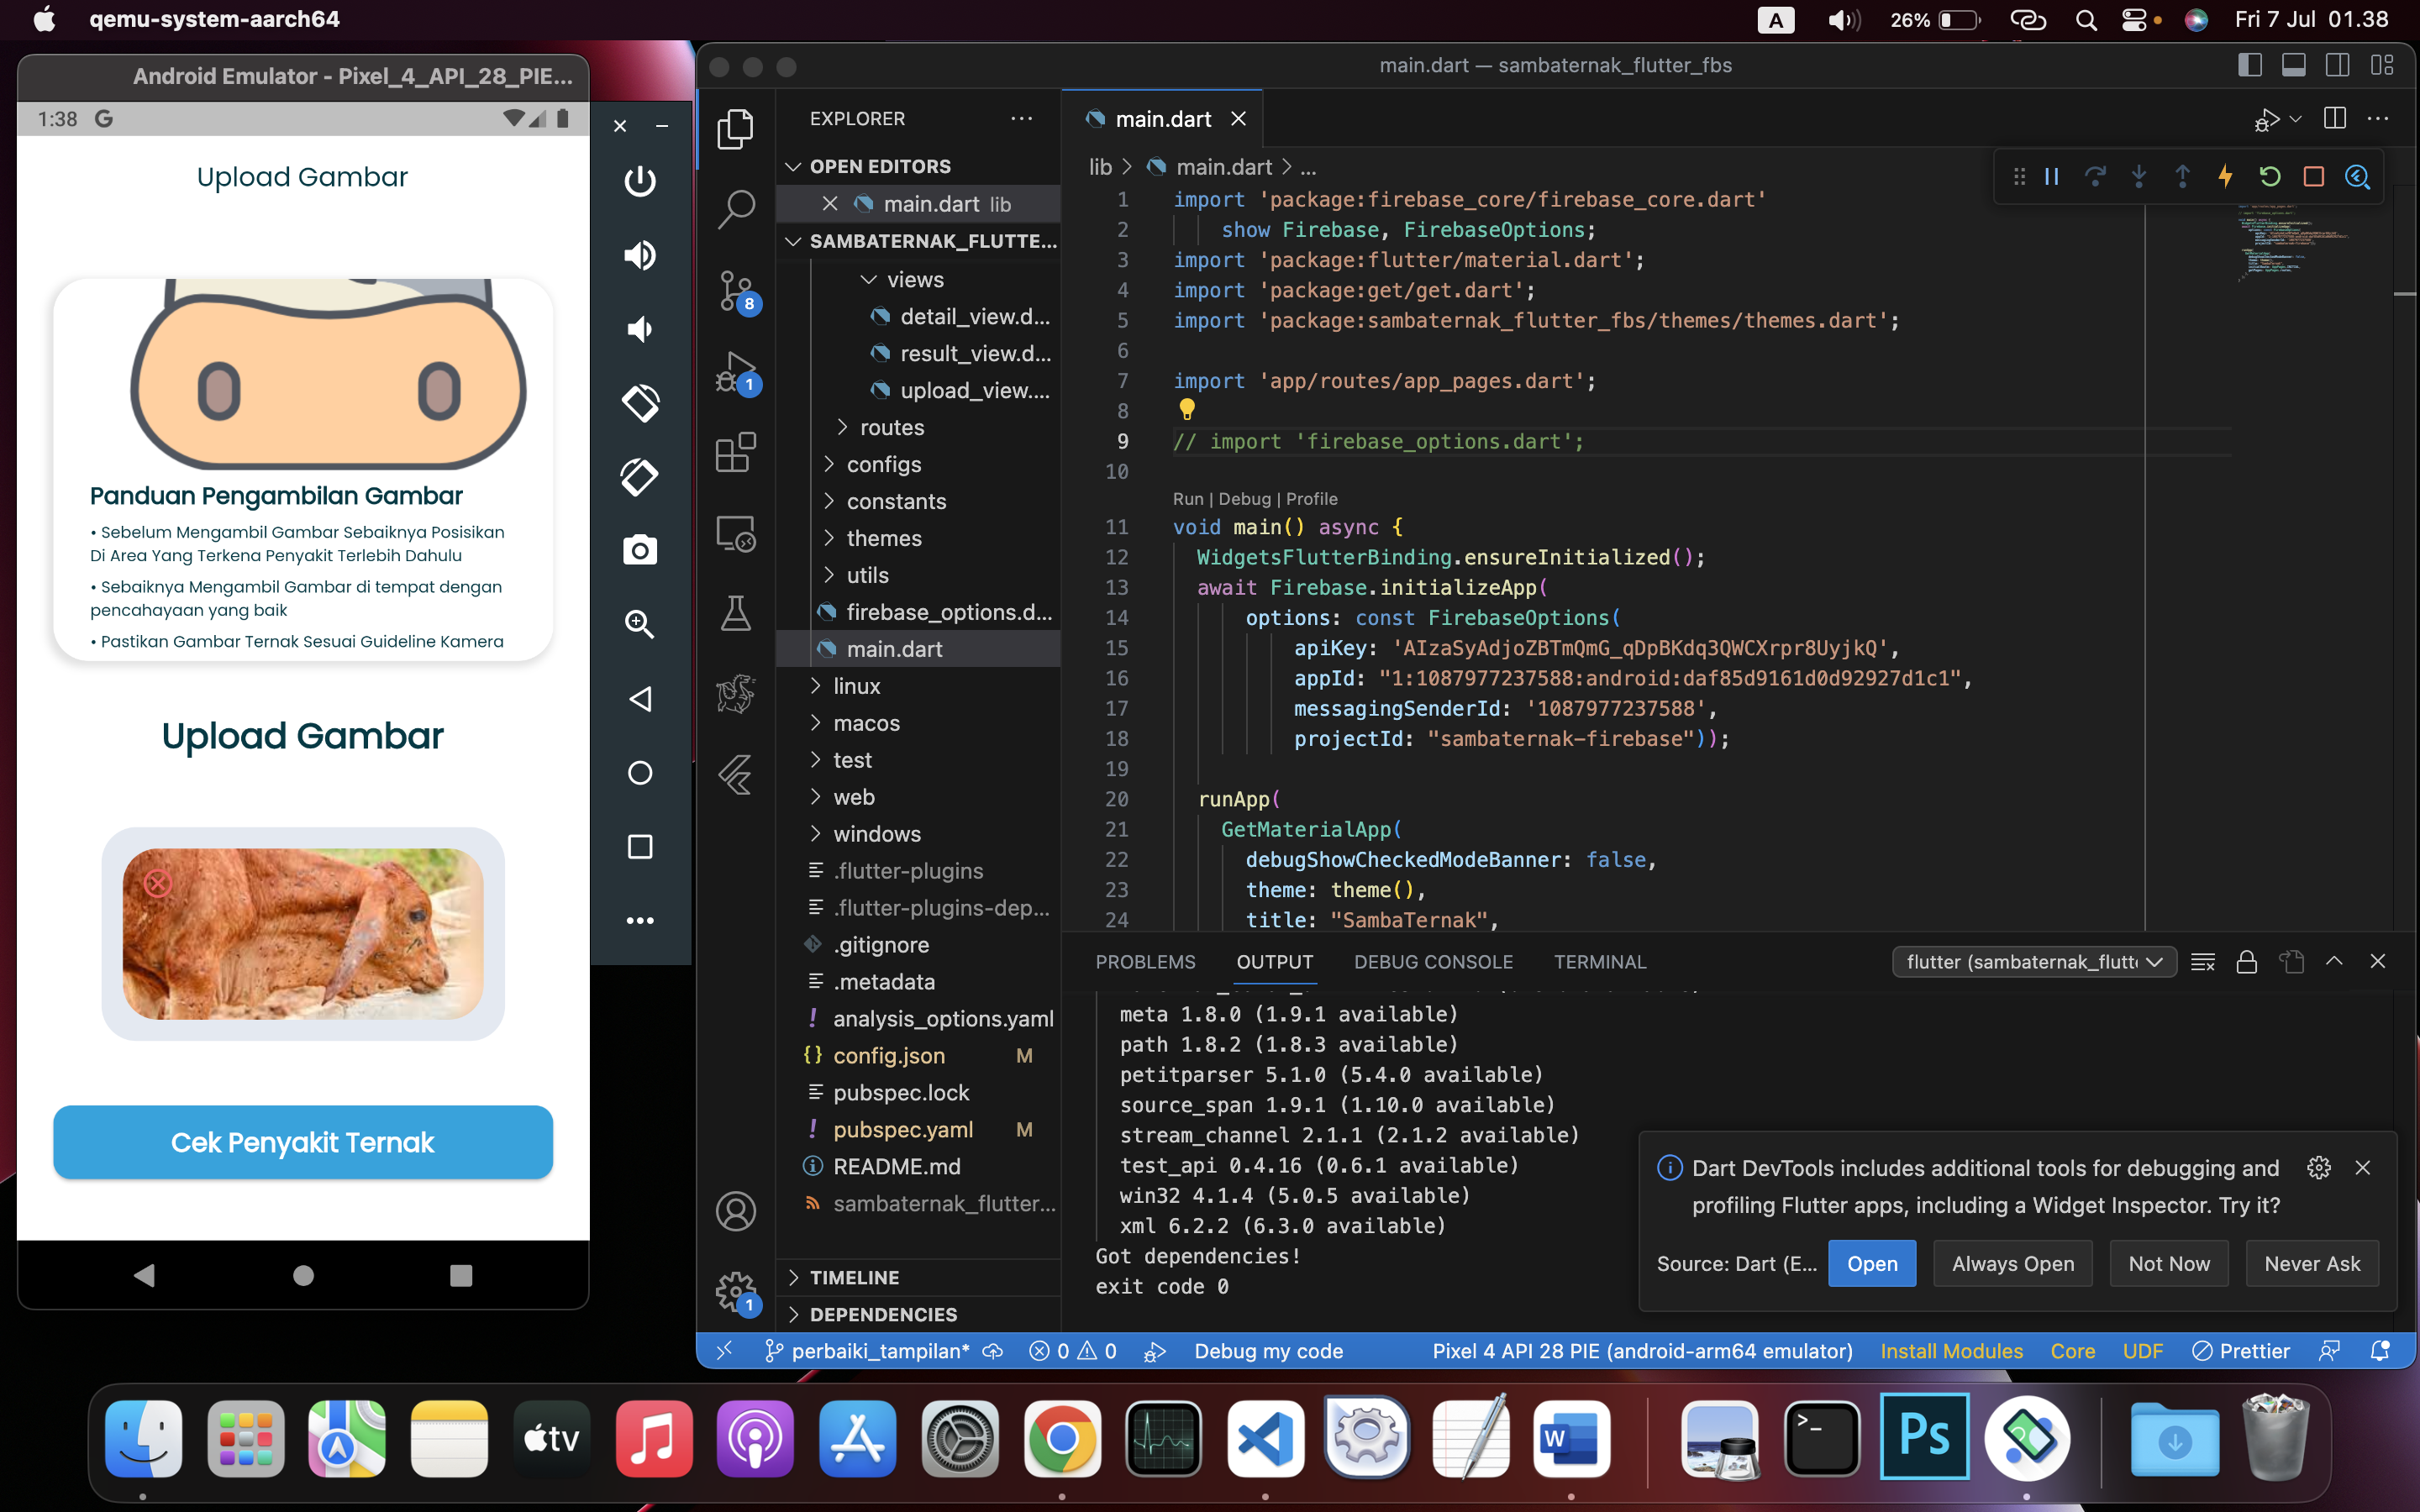 qemu-system-aarch64
A
26%
Fri 7 Jul 01.38
Android Emulator - Pixel_4_API_28_PIE...
1:38
G
Upload Gambar
Panduan Pengambilan Gambar
• Sebelum Mengambil Gambar Sebaiknya Posisikan
Di Area Yang Terkena Penyakit Terlebih Dahulu
• Sebaiknya Mengambil Gambar di tempat dengan
pencahayaan yang baik
• Pastikan Gambar Ternak Sesuai Guideline Kamera
Upload Gambar
Cek Penyakit Ternak
main.dart — sambaternak_flutter_fbs
8
1
1
EXPLORER
OPEN EDITORS
main.dart lib
SAMBATERNAK_FLUTTE...
views
detail_view.d...
result_view.d...
upload_view....
routes
configs
constants
themes
utils
firebase_options.d...
main.dart
linux
macos
test
web
windows
.flutter-plugins
.flutter-plugins-dep...
.gitignore
.metadata
analysis_options.yaml
config.json M
pubspec.lock
pubspec.yaml M
README.md
sambaternak_flutter...
TIMELINE
DEPENDENCIES
main.dart
lib > main.dart > ...
1 import 'package:firebase_core/firebase_core.dart'
2 show Firebase, FirebaseOptions;
3 import 'package:flutter/material.dart';
4 import 'package:get/get.dart';
5 import 'package:sambaternak_flutter_fbs/themes/themes.dart';
6
7 import 'app/routes/app_pages.dart';
8
9 // import 'firebase_options.dart';
10
Run | Debug | Profile
11 void main() async {
12 WidgetsFlutterBinding.ensureInitialized();
13 await Firebase.initializeApp(
14 options: const FirebaseOptions(
15 apiKey: 'AIzaSyAdjoZBTmQmG_qDpBKdq3QWCXrpr8UyjkQ',
16 appId: "1:1087977237588:android:daf85d9161d0d92927d1c1",
17 messagingSenderId: '1087977237588',
18 projectId: "sambaternak-firebase"));
19
20 runApp(
21 GetMaterialApp(
22 debugShowCheckedModeBanner: false,
23 theme: theme(),
24 title: "SambaTernak",
PROBLEMS OUTPUT DEBUG CONSOLE TERMINAL
flutter (sambaternak_flutt
meta 1.8.0 (1.9.1 available)
path 1.8.2 (1.8.3 available)
petitparser 5.1.0 (5.4.0 available)
source_span 1.9.1 (1.10.0 available)
stream_channel 2.1.1 (2.1.2 available)
test_api 0.4.16 (0.6.1 available)
win32 4.1.4 (5.0.5 available)
xml 6.2.2 (6.3.0 available)
Got dependencies!
exit code 0
Dart DevTools includes additional tools for debugging and
profiling Flutter apps, including a Widget Inspector. Try it?
Source: Dart (E... Open Always Open Not Now Never Ask
perbaiki_tampilan* 0 0 Debug my code Pixel 4 API 28 PIE (android-arm64 emulator) Install Modules Core UDF Prettier
tv
W
>_
Ps